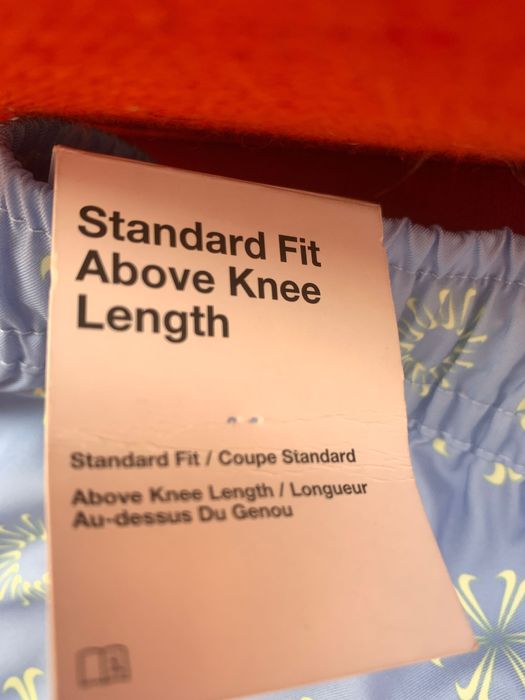 Standard Fit
Above Knee
Length
Standard Fit / Coupe Standard
Above Knee Length / Longueur
Au-dessus Du Genou